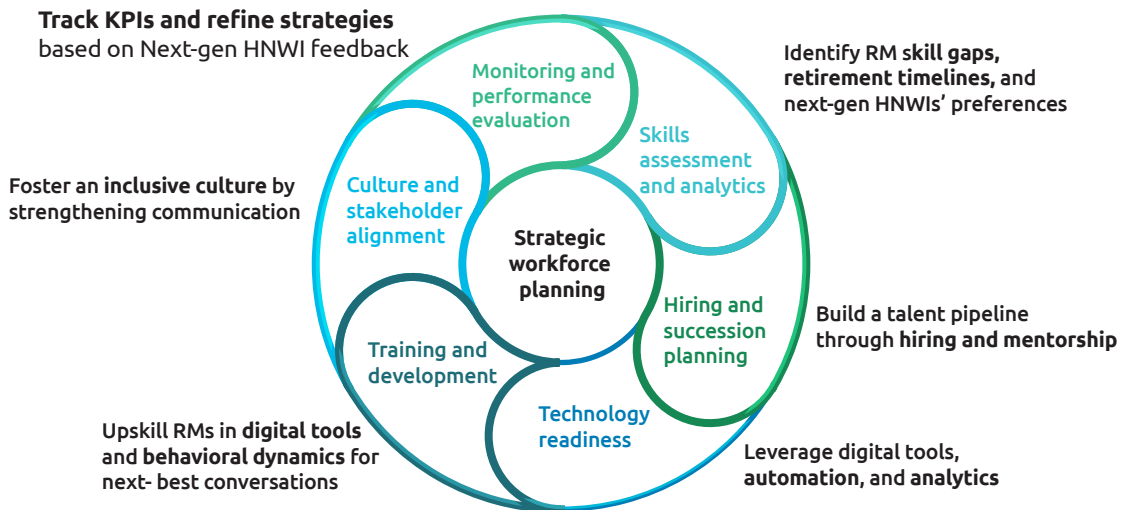 Track KPIs and refine strategies
based on Next-gen HNWI feedback
Monitoring and
performance
evaluation
Identify RM skill gaps,
retirement timelines, and
next-gen HNWIs’ preferences
Skills
assessment
and analytics
Foster an inclusive culture by
strengthening communication
Culture and
stakeholder
alignment
Strategic
workforce
planning
Hiring and
succession
planning
Build a talent pipeline
through hiring and mentorship
Training and
development
Technology
readiness
Upskill RMs in digital tools
and behavioral dynamics for
next- best conversations
Leverage digital tools,
automation, and analytics